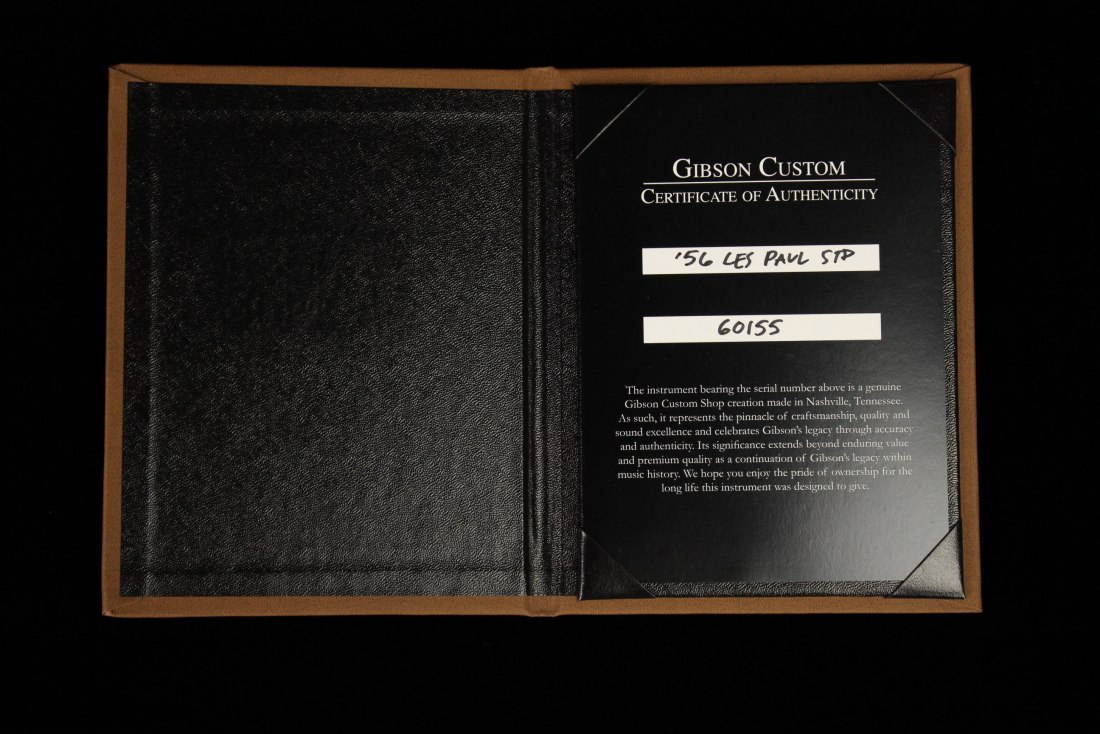 GIBSON CUSTOM
CERTIFICATE OF AUTHENTICITY
'56 LES PAUL STD
60155
The instrument bearing the serial number above is a genuine
Gibson Custom Shop creation made in Nashville, Tennessee.
As such, it represents the pinnacle of craftsmanship, quality and
sound excellence and celebrates Gibson's legacy through accuracy
and authenticity. Its significance extends beyond enduring value
and premium quality as a continuation of Gibson's legacy within
music history. We hope you enjoy the pride of ownership for the
long life this instrument was designed to give.